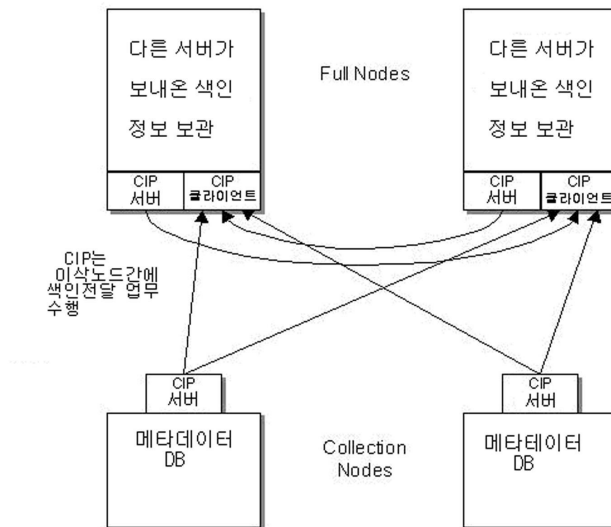 다른 서버가
보내온 색인
정보 보관
CIP
서버
CIP
클라이언트
Full Nodes
다른 서버가
보내온 색인
정보 보관
CIP
서버
CIP
클라이언트
CIP는
이삭노드간에
색인전달 업무
수행
CIP
서버
메타데이터
DB
Collection
Nodes
CIP
서버
메타테이터
DB